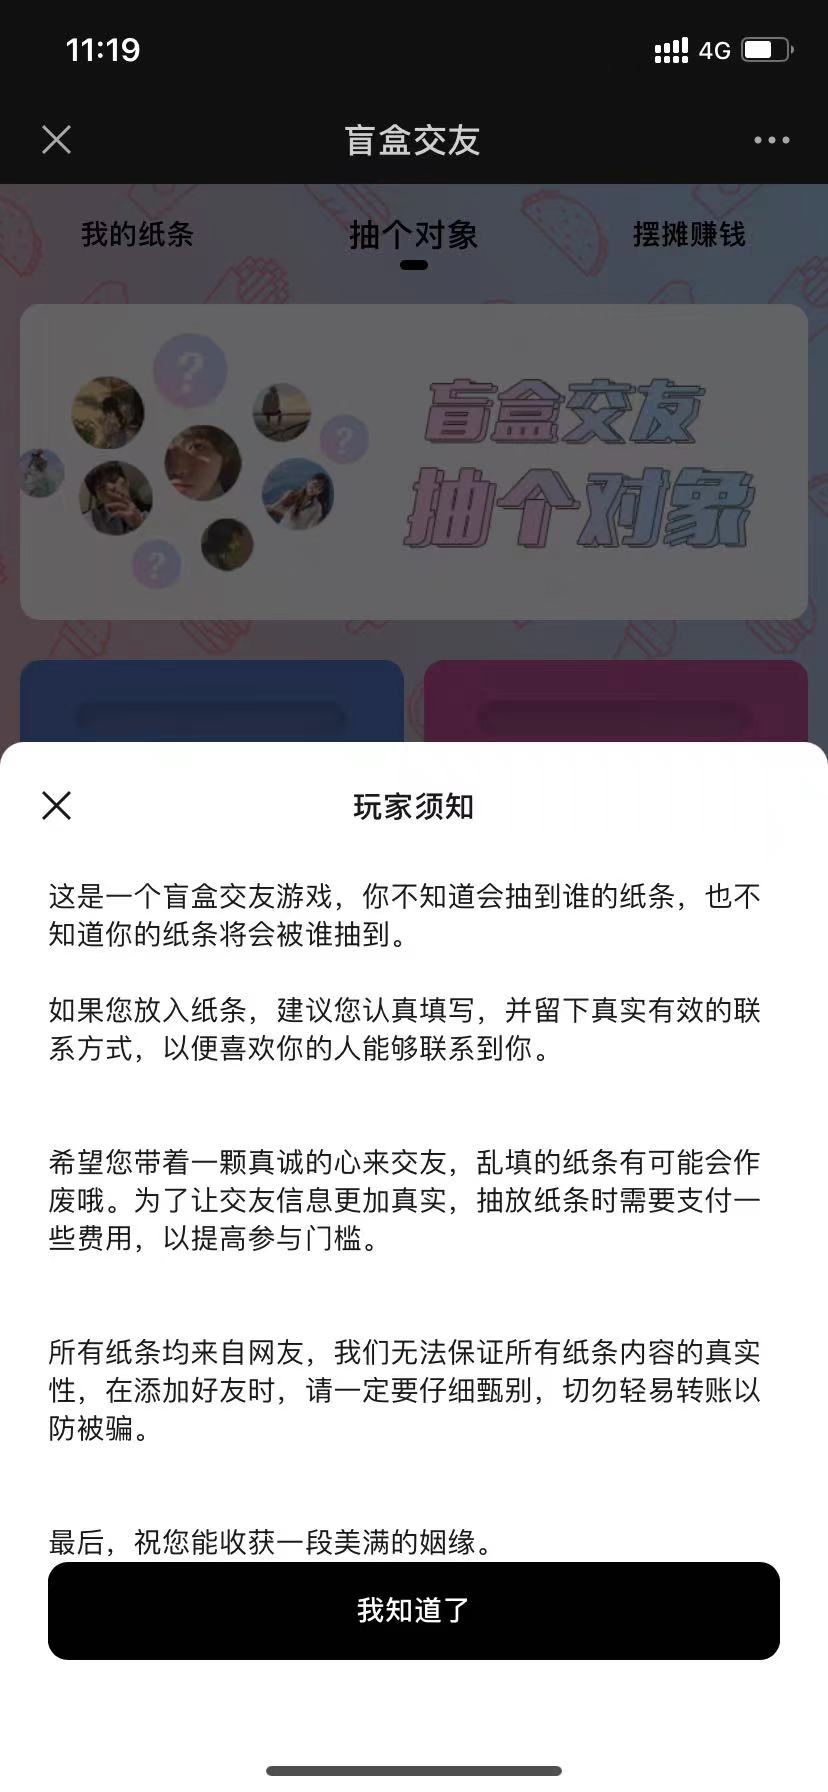 11:19
4G
盲盒交友
我的纸条
抽个对象
摆摊赚钱
?
?
?
盲盒交友
抽个对象
玩家须知
这是一个盲盒交友游戏，你不知道会抽到谁的纸条，也不
知道你的纸条将会被谁抽到。
如果您放入纸条，建议您认真填写，并留下真实有效的联
系方式，以便喜欢你的人能够联系到你。
希望您带着一颗真诚的心来交友，乱填的纸条有可能会作
废哦。为了让交友信息更加真实，抽放纸条时需要支付一
些费用，以提高参与门槛。
所有纸条均来自网友，我们无法保证所有纸条内容的真实
性，在添加好友时，请一定要仔细甄别，切勿轻易转账以
防被骗。
最后，祝您能收获一段美满的姻缘。
我知道了